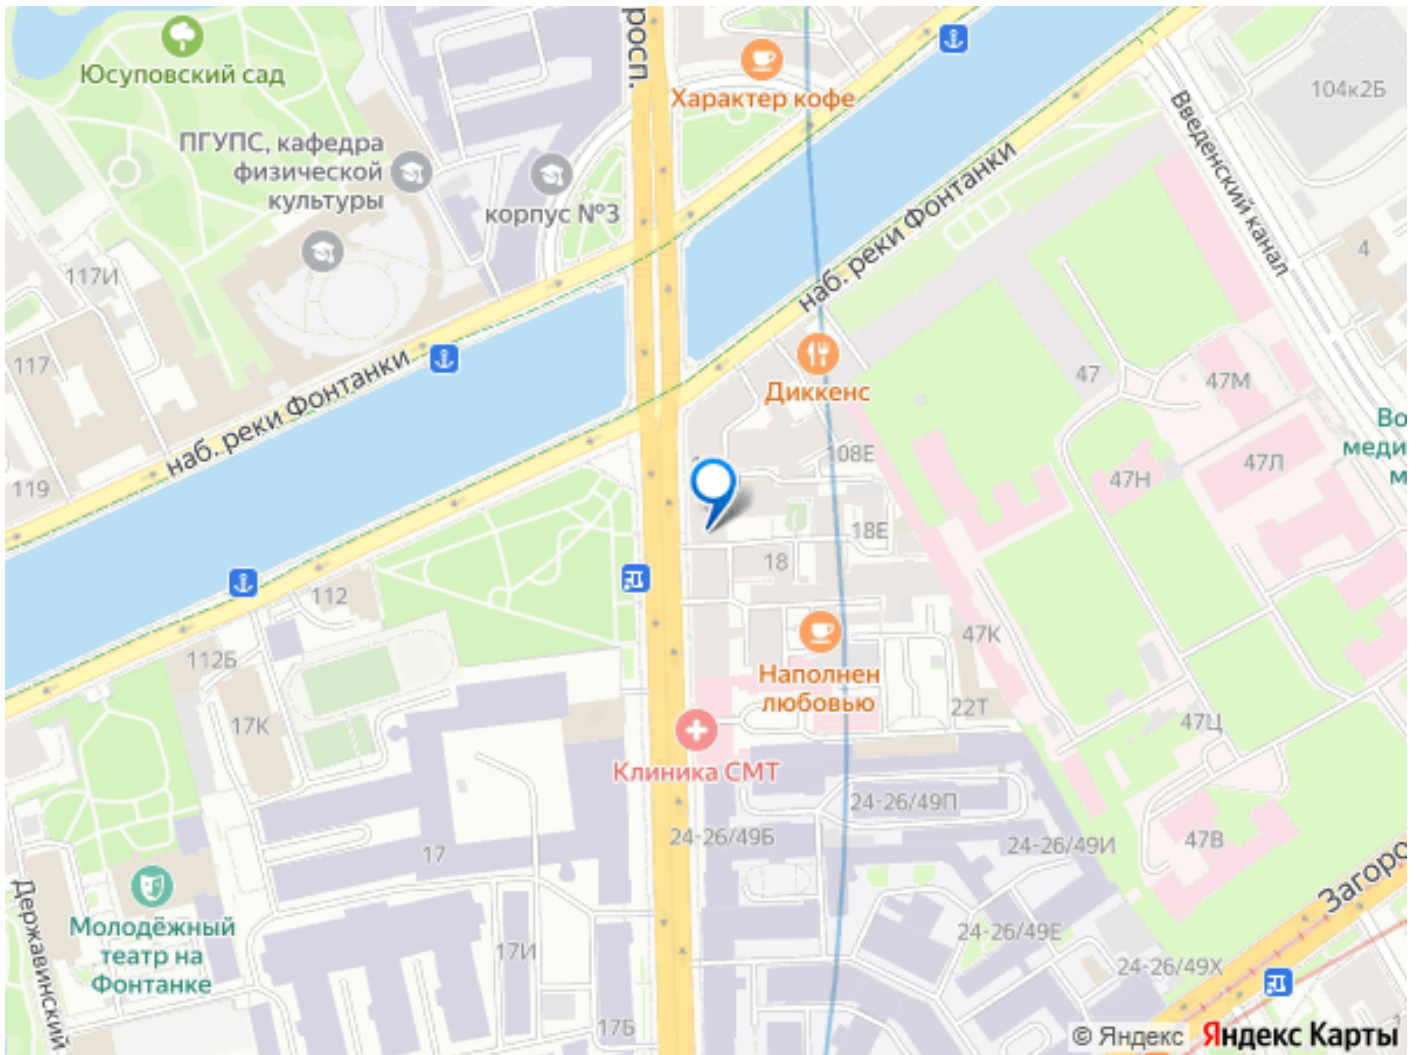 росп.
Юсуповский сад
Характер кофе
104к2Б
ПГУПС, кафедра
физической
культуры
корпус №3
Введенский канал
наб. реки Фонтанки
4
117И
117
наб. реки Фонтанки
Диккенс
47
47М
Во
меди
м
119
108Е
47Н
47Л
18Е
18
112
112Б
47К
Наполнен
любовью
22Т
17К
47Ц
Клиника СМТ
24-26/49П
24-26/49Б
24-26/49И
47В
17
Загоро
Державинский
Молодёжный
театр на
Фонтанке
17И
24-26/49Е
24-26/49Х
17Б
© Яндекс Яндекс Карты